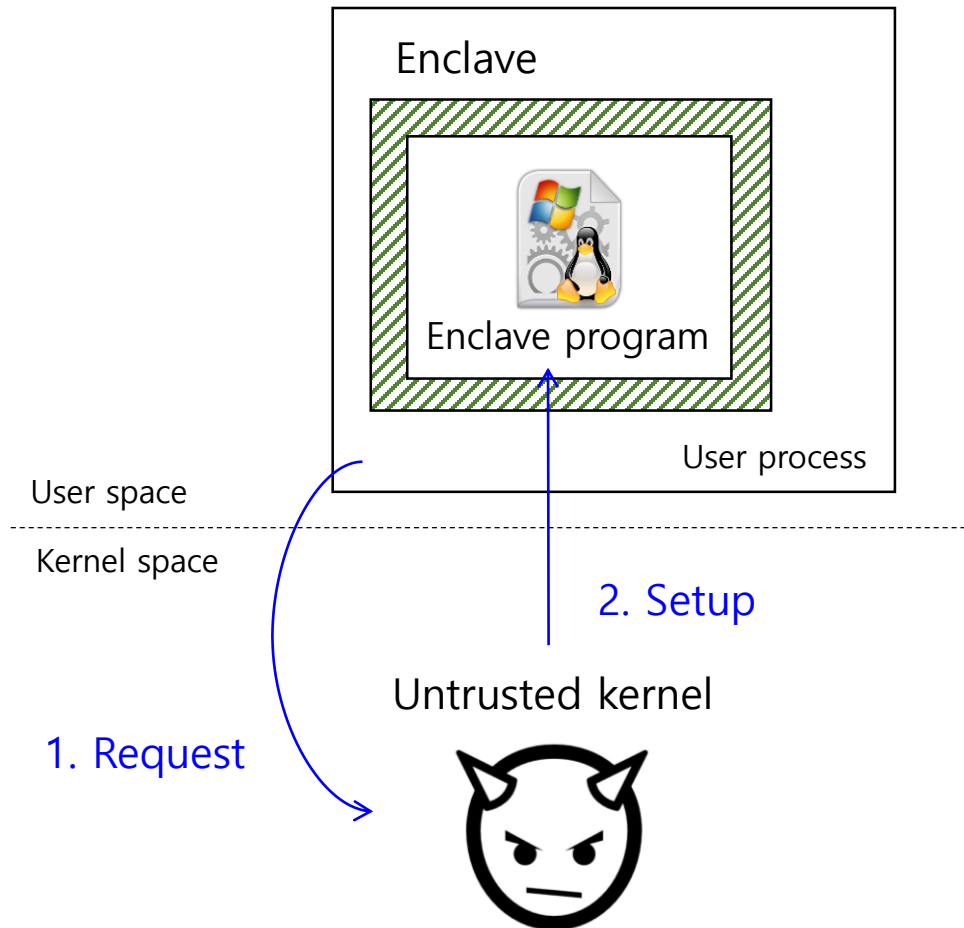 Enclave
Enclave program
User process
User space
Kernel space
2. Setup
Untrusted kernel
1. Request